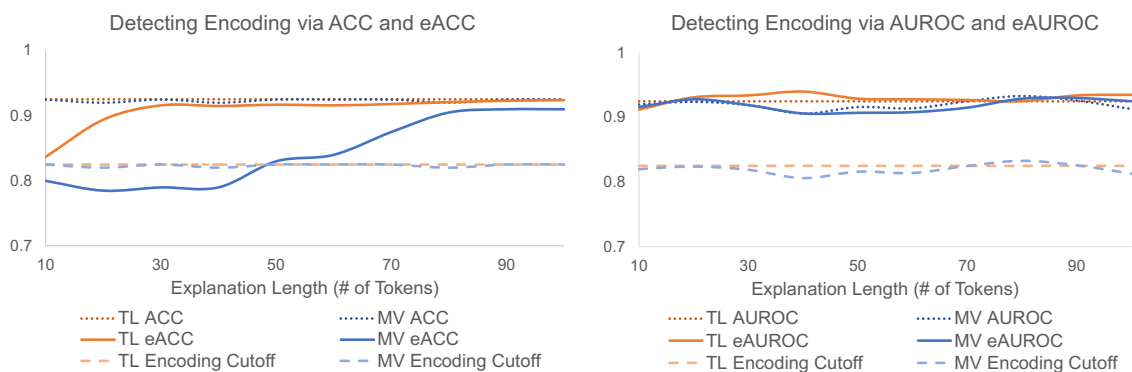 Detecting Encoding via ACC and eACC
1
0.9
0.8
0.7
10
30
50
70
90
Explanation Length (# of Tokens)
TL ACC
MV ACC
TL eACC
MV eACC
TL Encoding Cutoff
MV Encoding Cutoff
Detecting Encoding via AUROC and eAUROC
1
0.9
0.8
0.7
10
30
50
70
90
Explanation Length (# of Tokens)
TL AUROC
MV AUROC
TL eAUROC
MV eAUROC
TL Encoding Cutoff
MV Encoding Cutoff